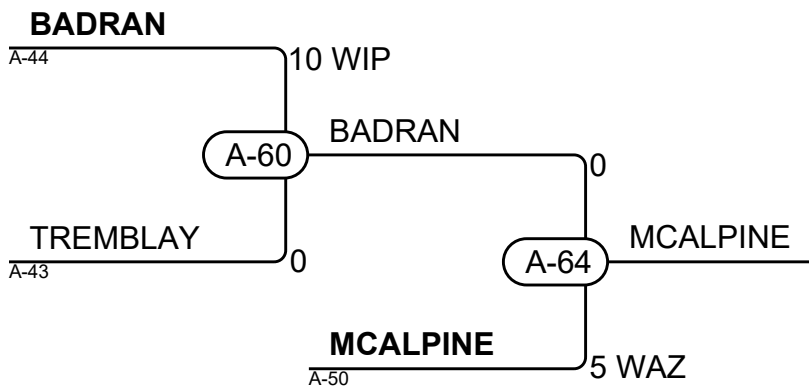 BADRAN
A-44
10 WIP
BADRAN
A-60
0
TREMBLAY
A-43
0
MCALPINE
A-64
MCALPINE
A-50
5 WAZ